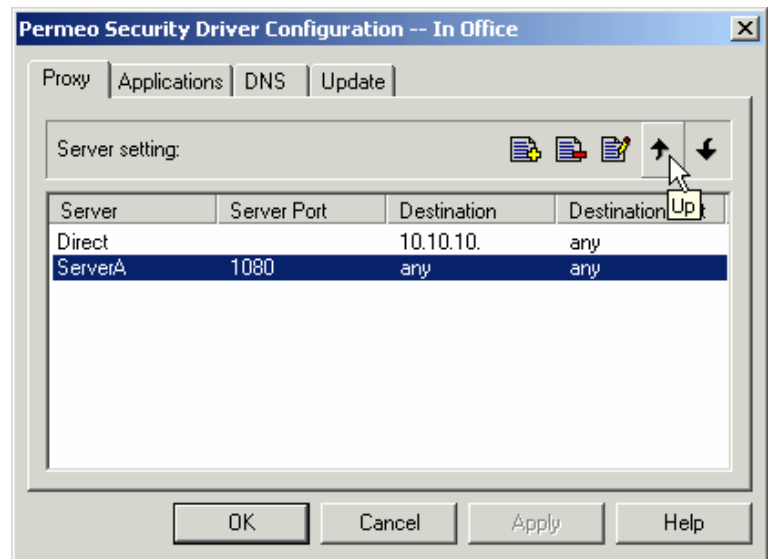 Permeo Security Driver Configuration -- In Office
Proxy Applications DNS Update
Server setting:
Up
Server Server Port Destination Destination
Direct 10.10.10. any
ServerA 1080 any any
OK Cancel Apply Help